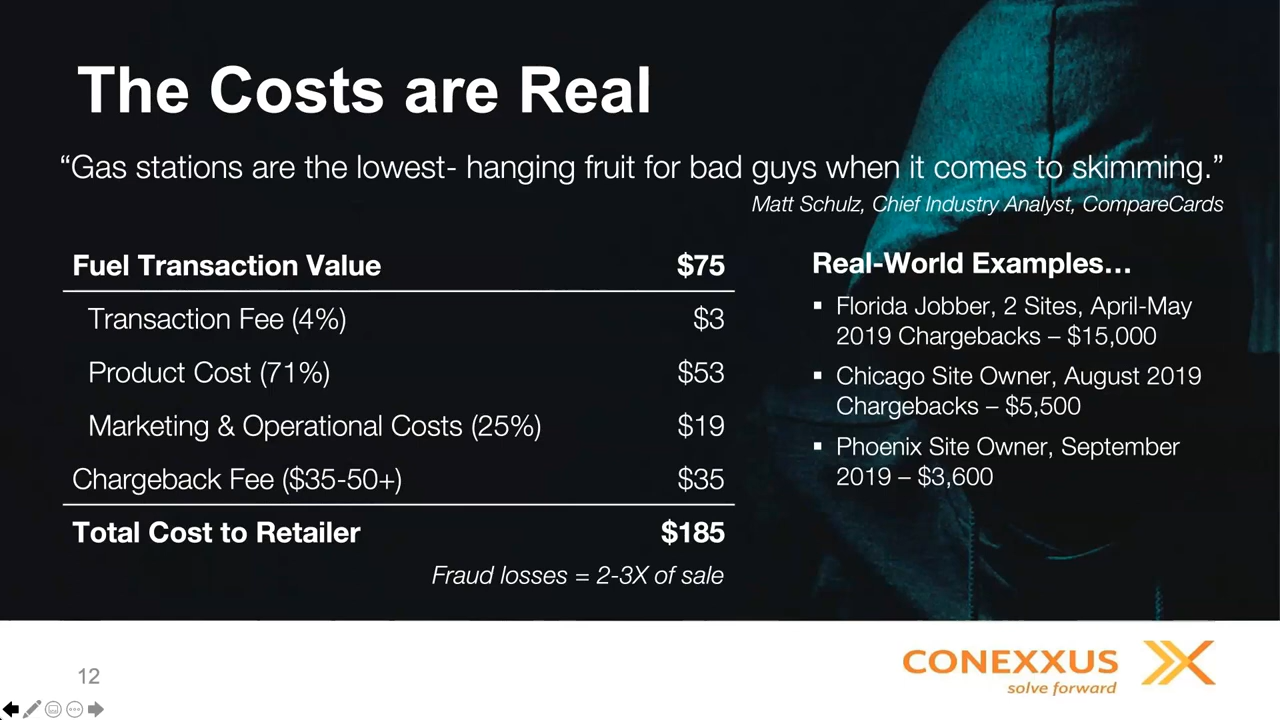 The Costs are Real
“Gas stations are the lowest- hanging fruit for bad guys when it comes to skimming.”
Matt Schulz, Chief Industry Analyst, CompareCards
Fuel Transaction Value $75
Transaction Fee (4%) $3
Product Cost (71%) $53
Marketing & Operational Costs (25%) $19
Chargeback Fee ($35-50+) $35
Total Cost to Retailer $185
Fraud losses = 2-3X of sale
Real-World Examples…
▪ Florida Jobber, 2 Sites, April-May
2019 Chargebacks – $15,000
▪ Chicago Site Owner, August 2019
Chargebacks – $5,500
▪ Phoenix Site Owner, September
2019 – $3,600
12
CONEXXUS
solve forward